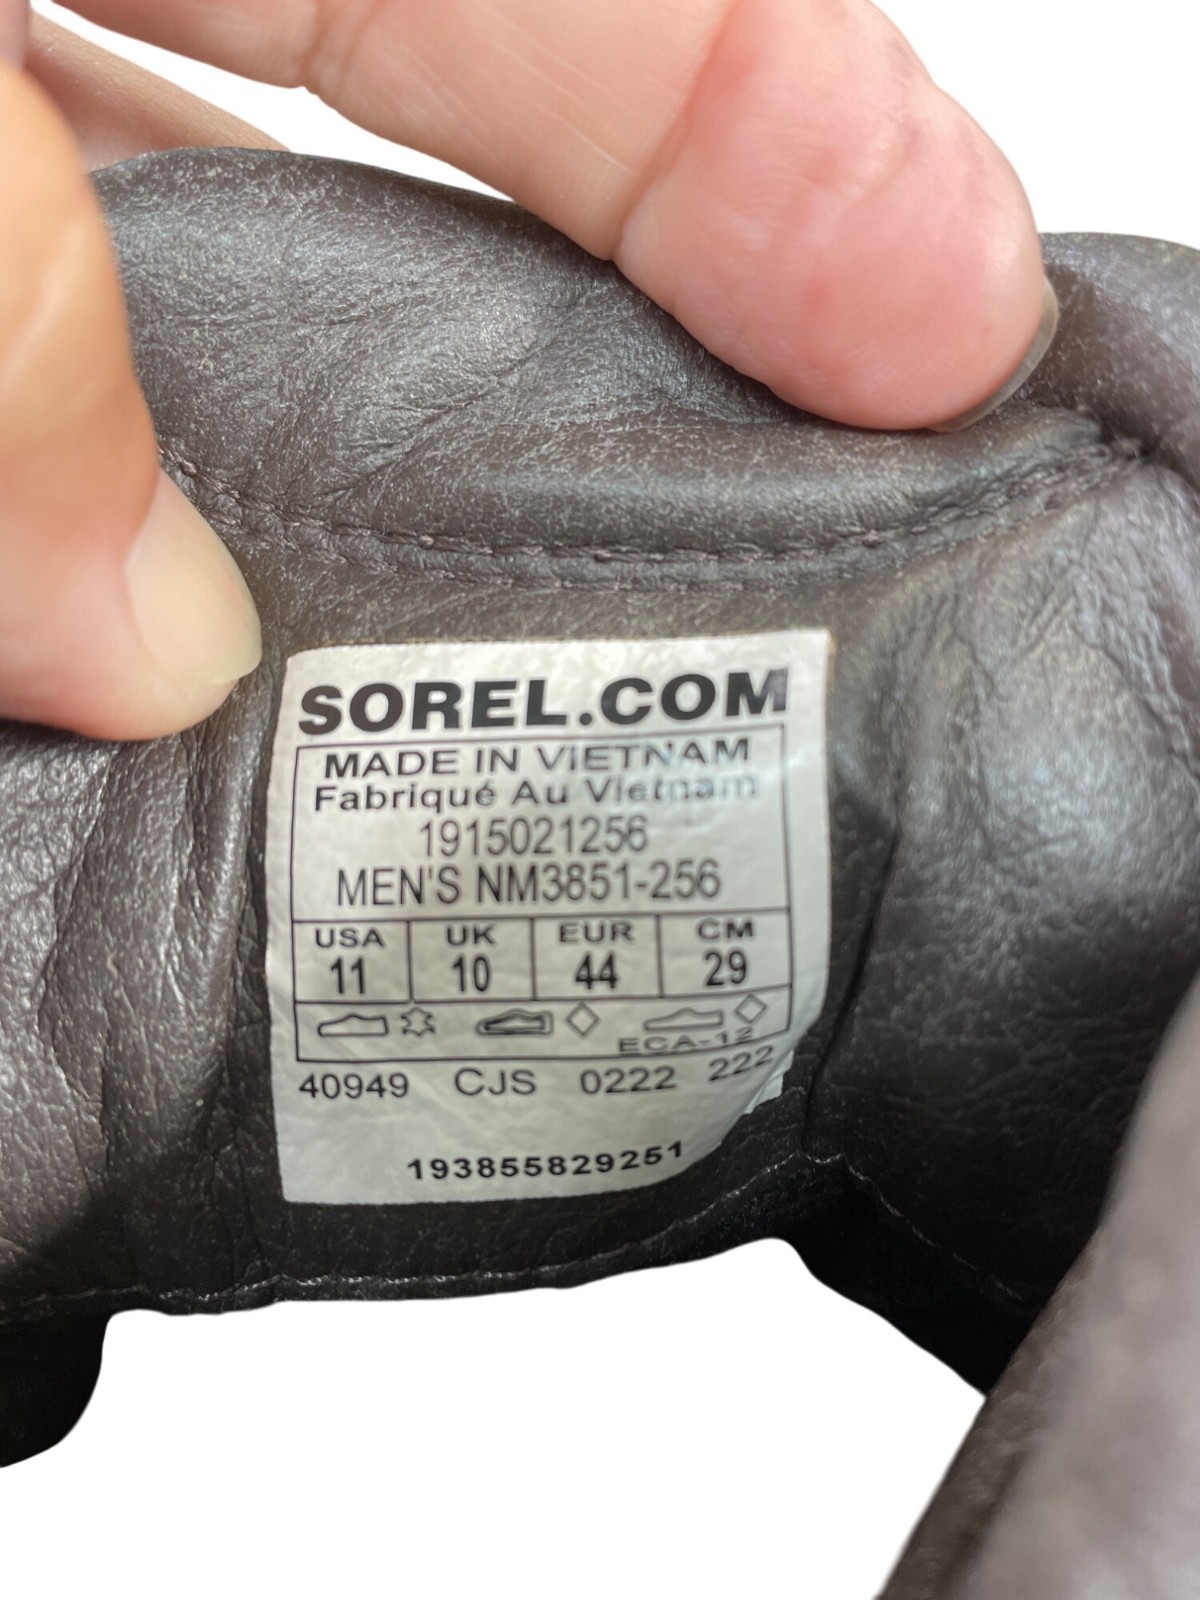 SOREL.COM
MADE IN VIETNAM
Fabriqué Au Vietnam
1915021256
MEN'S NM3851-256
USA UK EUR CM
11 10 44 29
ECA-12
40949 CJS 0222 222
193855829251